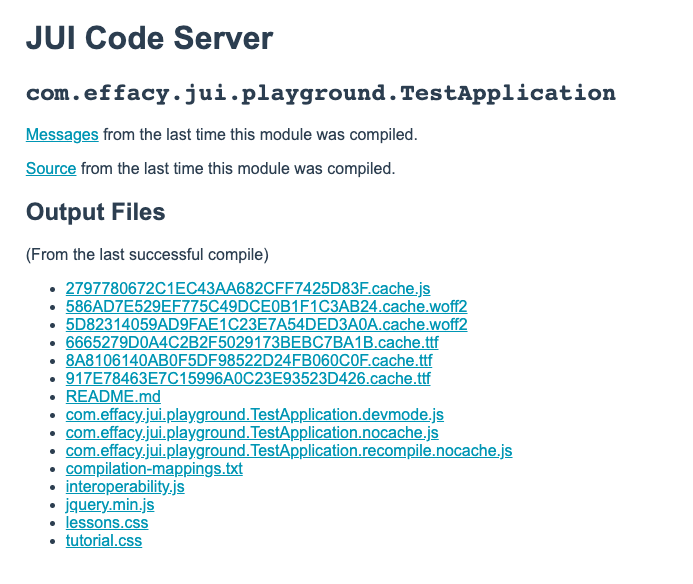 JUI Code Server
com.effacy.jui.playground.TestApplication
Messages from the last time this module was compiled.
Source from the last time this module was compiled.
Output Files
(From the last successful compile)
2797780672C1EC43AA682CFF7425D83F.cache.js
586AD7E529EF775C49DCE0B1F1C3AB24.cache.woff2
5D82314059AD9FAE1C23E7A54DED3A0A.cache.woff2
6665279D0A4C2B2F5029173BEBC7BA1B.cache.ttf
8A8106140AB0F5DF98522D24FB060C0F.cache.ttf
917E78463E7C15996A0C23E93523D426.cache.ttf
README.md
com.effacy.jui.playground.TestApplication.devmode.js
com.effacy.jui.playground.TestApplication.nocache.js
com.effacy.jui.playground.TestApplication.recompile.nocache.js
compilation-mappings.txt
interoperability.js
jquery.min.js
lessons.css
tutorial.css